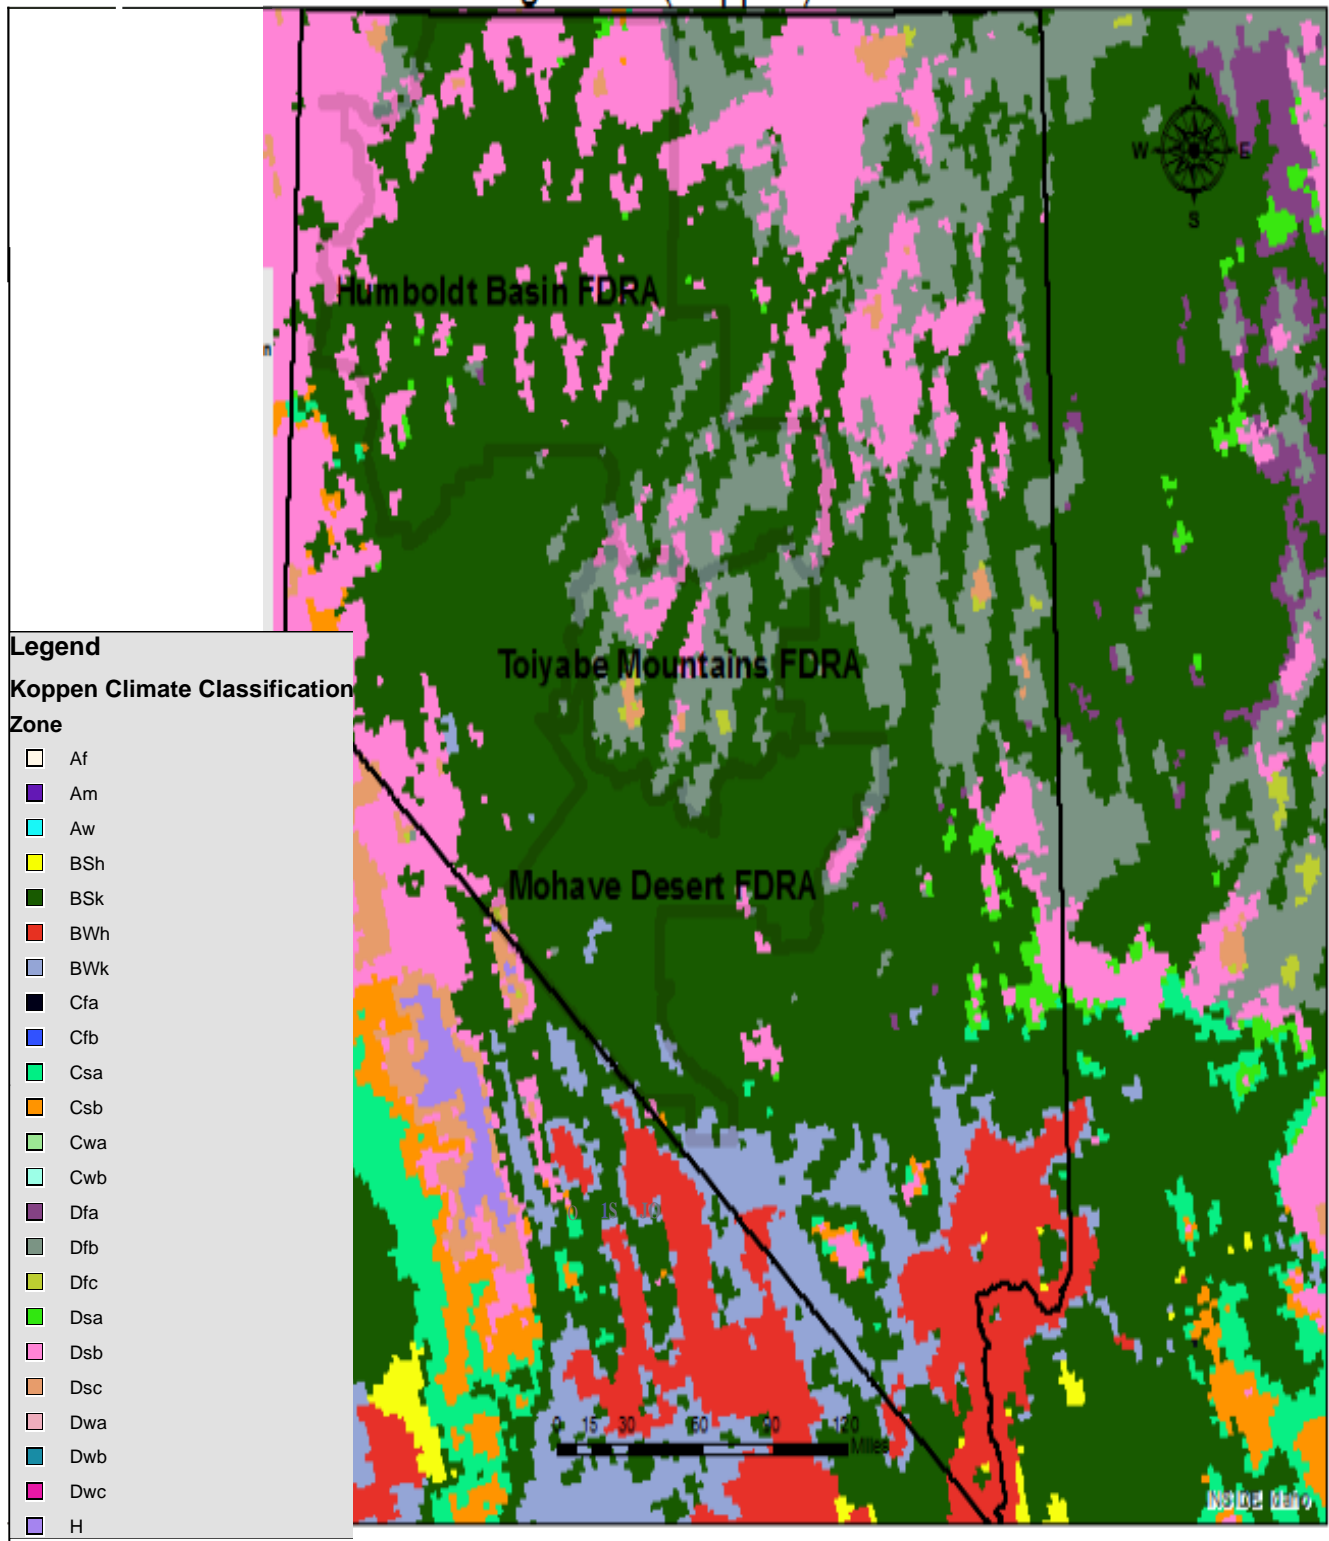 N
W
E
S
Humboldt Basin FDRA
Toiyabe Mountains FDRA
Mohave Desert FDRA
Legend
Koppen Climate Classification
Zone
Af
Am
Aw
BSh
BSk
BWh
BWk
Cfa
Cfb
Csa
Csb
Cwa
Cwb
Dfa
Dfb
Dfc
Dsa
Dsb
Dsc
Dwa
Dwb
Dwc
H
0 15 30 60 90 120
Miles
INSIDE Idaho